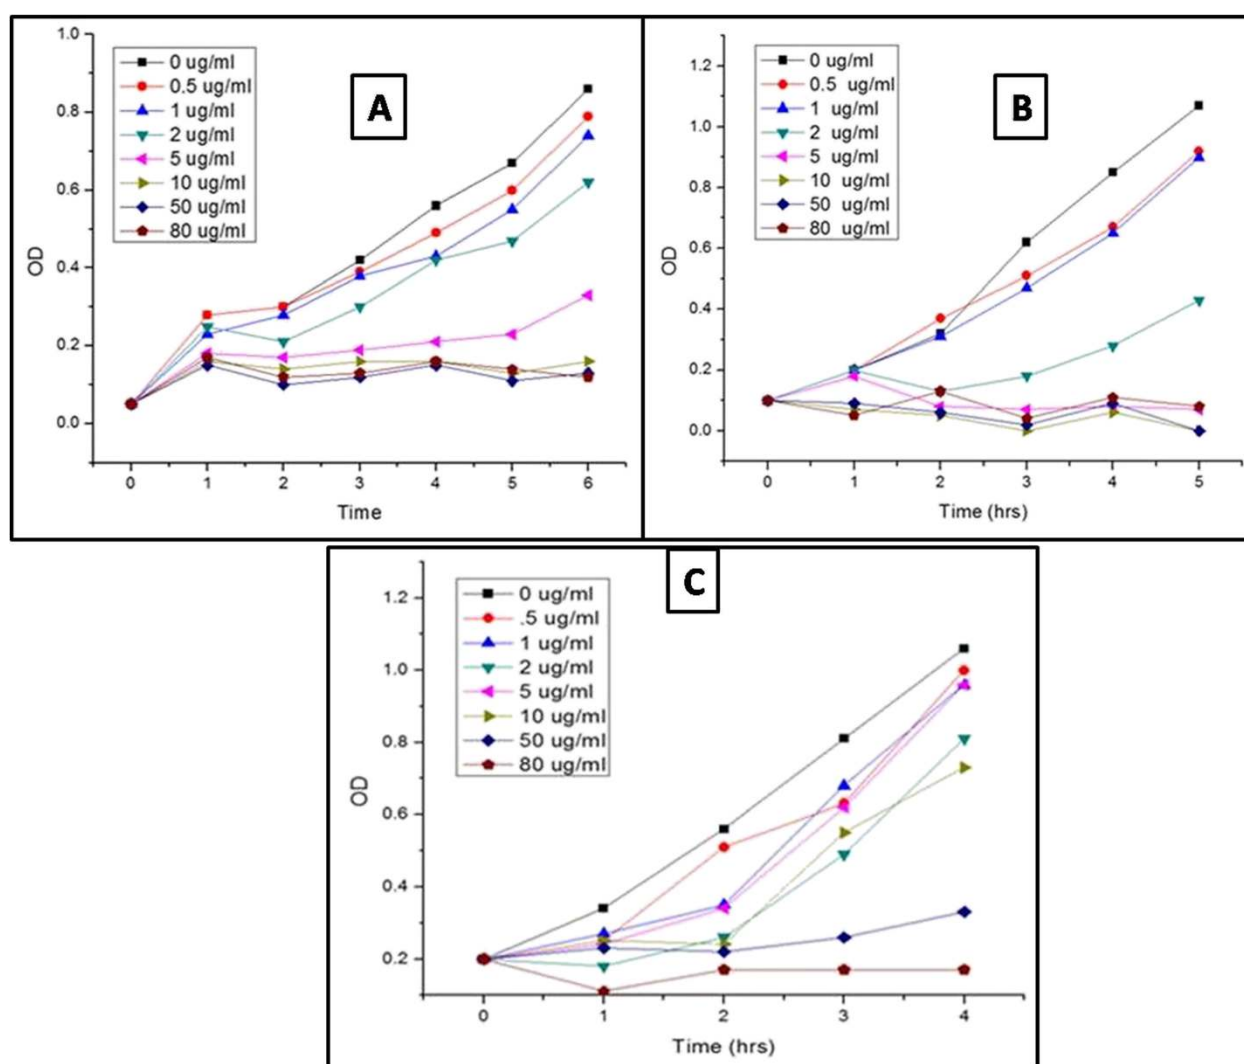 A
1.0
0.8
0.6
0.4
0.2
0.0
OD
0 ug/ml
0.5 ug/ml
1 ug/ml
2 ug/ml
5 ug/ml
10 ug/ml
50 ug/ml
80 ug/ml
0 1 2 3 4 5 6
Time
B
1.2
1.0
0.8
0.6
0.4
0.2
0.0
OD
0 ug/ml
0.5 ug/ml
1 ug/ml
2 ug/ml
5 ug/ml
10 ug/ml
50 ug/ml
80 ug/ml
0 1 2 3 4 5
Time (hrs)
C
1.2
1.0
0.8
0.6
0.4
0.2
OD
0 ug/ml
.5 ug/ml
1 ug/ml
2 ug/ml
5 ug/ml
10 ug/ml
50 ug/ml
80 ug/ml
0 1 2 3 4
Time (hrs)